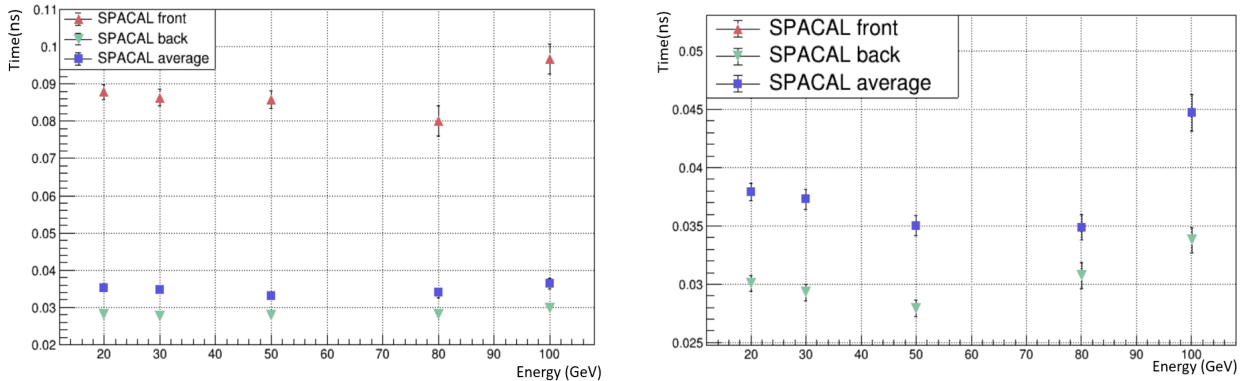 Time(ns)
0.11
0.1
0.09
0.08
0.07
0.06
0.05
0.04
0.03
0.02
SPACAL front
SPACAL back
SPACAL average
20 30 40 50 60 70 80 90 100
Energy (GeV)
Time(ns)
0.05
0.045
0.04
0.035
0.03
0.025
SPACAL front
SPACAL back
SPACAL average
20 30 40 50 60 70 80 90 100
Energy (GeV)